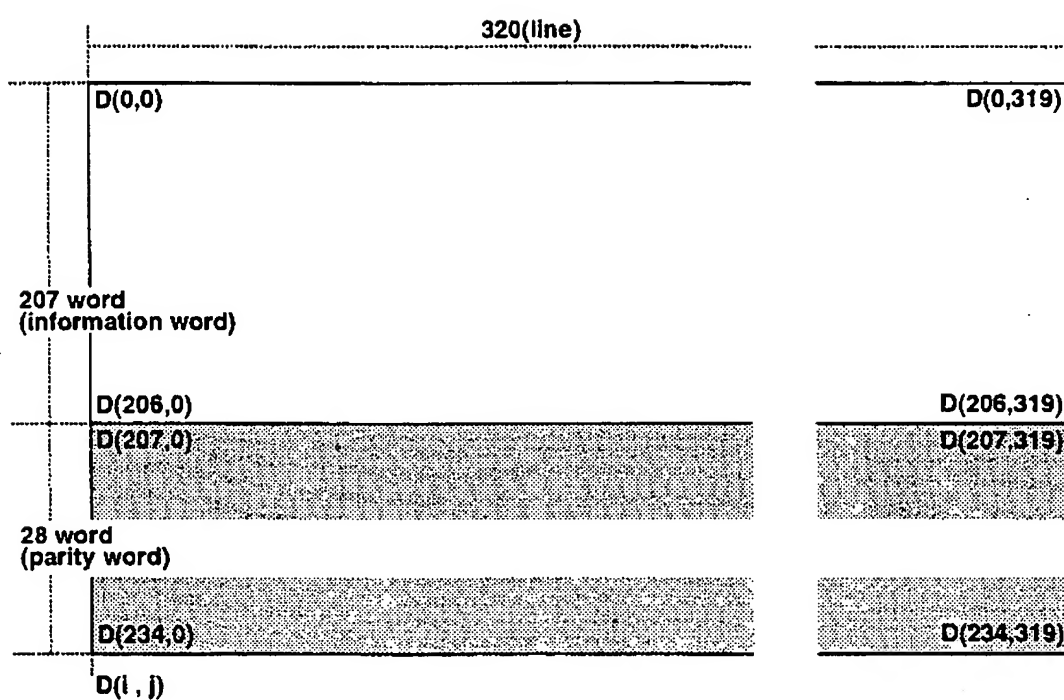 320(line)
D(0,0) D(0,319)
207 word
(information word)
D(206,0) D(206,319)
D(207,0) D(207,319)
28 word
(parity word)
D(234,0) D(234,319)
D(i , j)